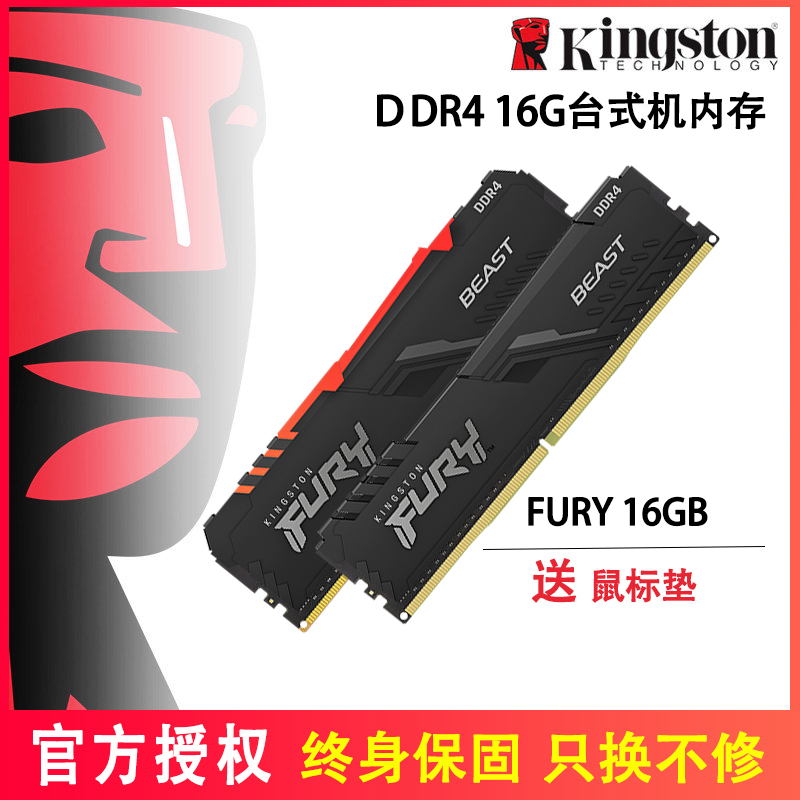 Kingston
TECHNOLOGY
DDR4 16G台式机内存
DDR4
BEAST
KINGSTON
FURY
DDR4
BEAST
KINGSTON
FURY
FURY 16GB
送 鼠标垫
官方授权 终身保固 只换不修